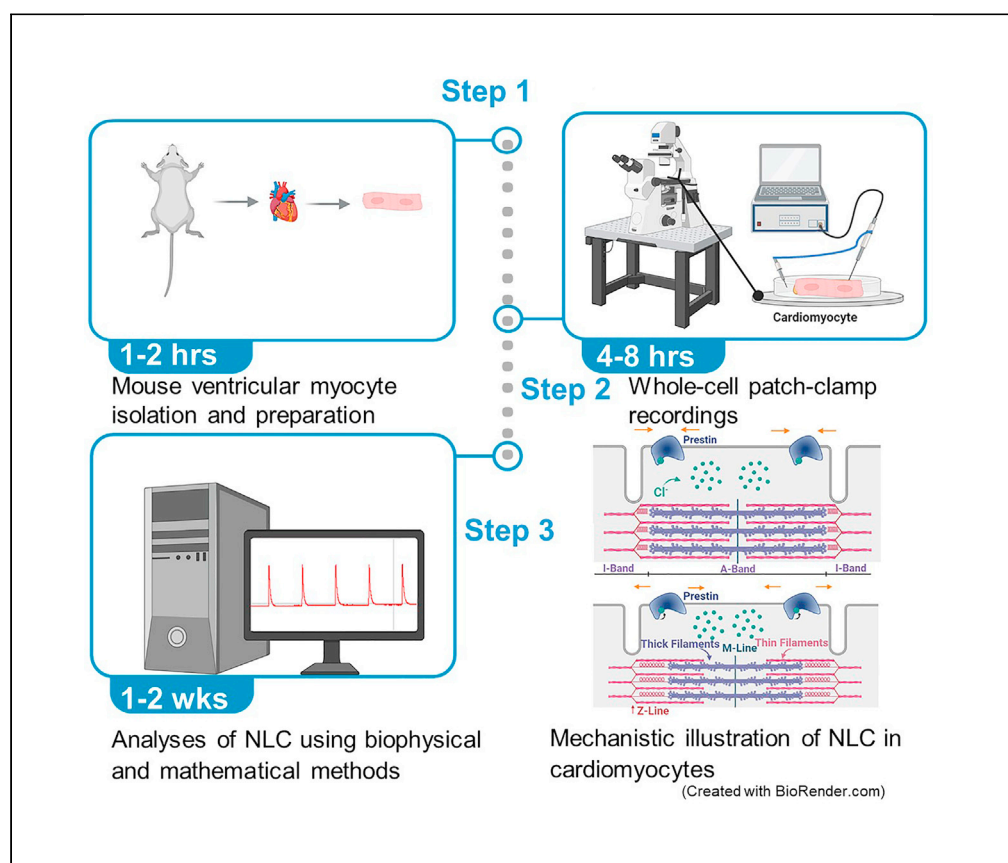 Step 1
1-2 hrs
Mouse ventricular myocyte
isolation and preparation
Cardiomyocyte
4-8 hrs
Step 2
Whole-cell patch-clamp
recordings
Step 3
1-2 wks
Analyses of NLC using biophysical
and mathematical methods
Prestin
Cl⁻
I-Band
A-Band
I-Band
Prestin
Thick Filaments
M-Line
Thin Filaments
Z-Line
Mechanistic illustration of NLC in
cardiomyocytes
(Created with BioRender.com)